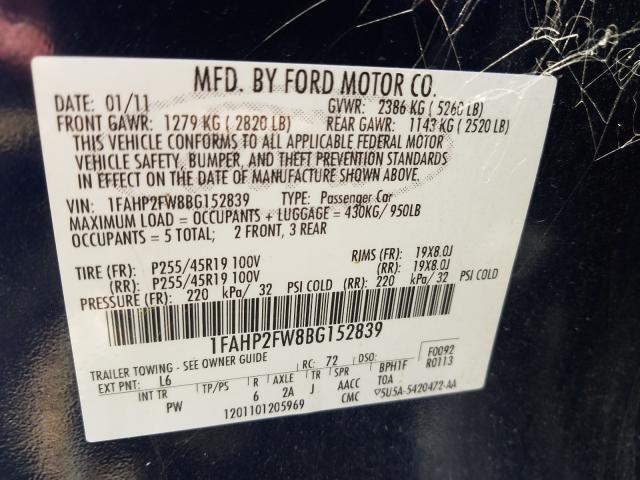 MFD. BY FORD MOTOR CO.
DATE: 01/11 GVWR: 2386 KG ( 5260 LB)
FRONT GAWR: 1279 KG ( 2820 LB) REAR GAWR: 1143 KG ( 2520 LB)
THIS VEHICLE CONFORMS TO ALL APPLICABLE FEDERAL MOTOR
VEHICLE SAFETY, BUMPER, AND THEFT PREVENTION STANDARDS
IN EFFECT ON THE DATE OF MANUFACTURE SHOWN ABOVE.
VIN: 1FAHP2FW8BG152839 TYPE: Passenger Car
MAXIMUM LOAD = OCCUPANTS + LUGGAGE = 430KG/ 950LB
OCCUPANTS = 5 TOTAL; 2 FRONT, 3 REAR
TIRE (FR): P255/45R19 100V RIMS (FR): 19X8.0J
(RR): P255/45R19 100V (RR): 19X8.0J
PRESSURE (FR): 220 kPa/ 32 PSI COLD (RR): 220 kPa/ 32 PSI COLD
1FAHP2FW8BG152839
TRAILER TOWING - SEE OWNER GUIDE RC: 72 DSO: F0092
EXT PNT: L6 R0113
INT TR TP/PS R AXLE TR SPR BPH1F
PW 6 2A J AACC TOA
1201101205969 CMC 5U5A-5420472-AA